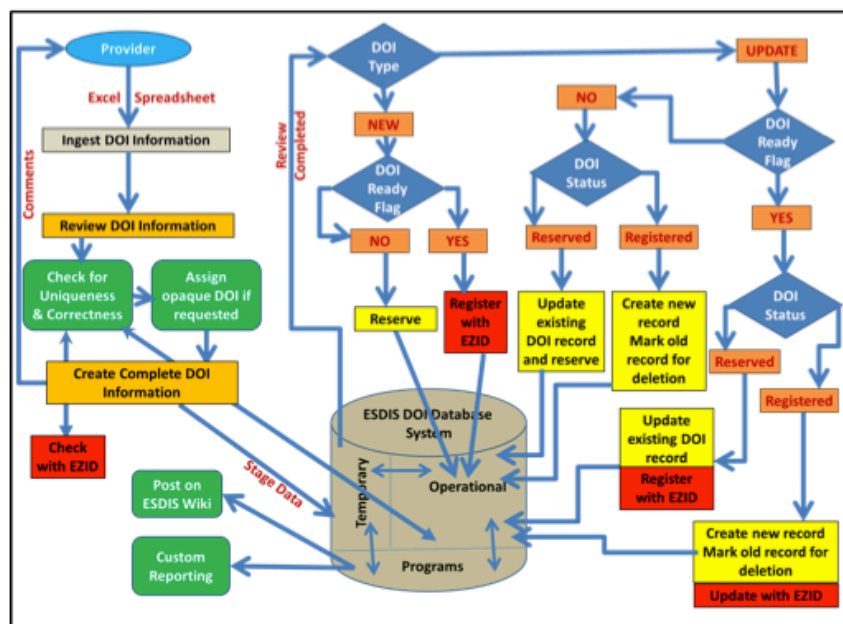 Provider
Excel Spreadsheet
Ingest DOI Information
Comments
Review DOI Information
Check for
Uniqueness
& Correctness
Assign
opaque DOI if
requested
Create Complete DOI
Information
Check
with EZID
Stage Data
Post on
ESDIS Wiki
Custom
Reporting
Review
Completed
DOI
Type
NEW
DOI
Ready
Flag
NO
YES
Reserve
Register
with
EZID
UPDATE
DOI
Ready
Flag
NO
DOI
Status
Reserved
Registered
Update
existing
DOI record
and reserve
Create new
record
Mark old
record for
deletion
YES
DOI
Status
Reserved
Registered
Update
existing DOI
record
Register
with EZID
Create new record
Mark old record for
deletion
Update with EZID
ESDIS DOI Database
System
Temporary
Operational
Programs